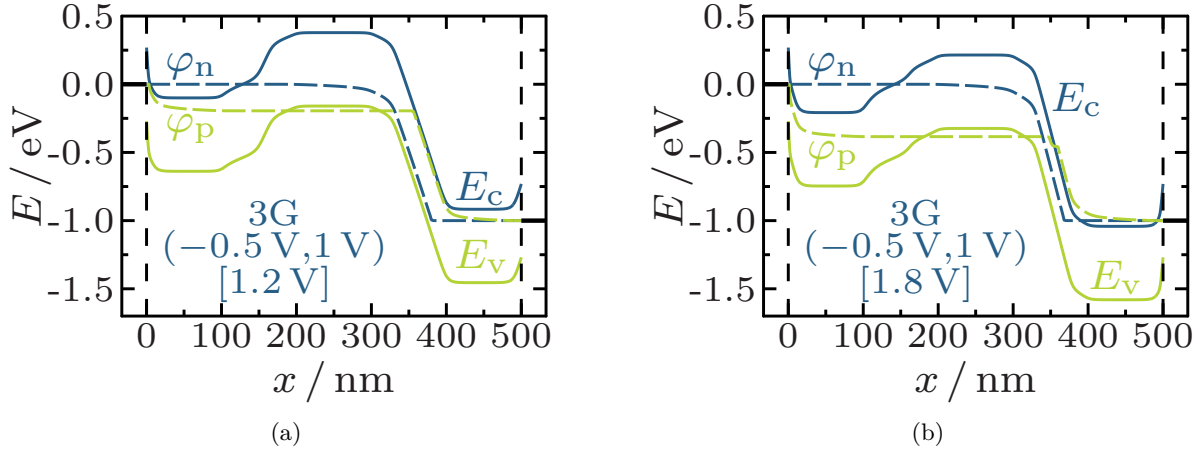 0.5
0.0
-0.5
-1.0
-1.5
E / eV
φn
φp
Ec
Ev
3G
(−0.5 V,1 V)
[1.2 V]
0 100 200 300 400 500
x / nm
(a)
0.5
0.0
-0.5
-1.0
-1.5
E / eV
φn
φp
Ec
Ev
3G
(−0.5 V,1 V)
[1.8 V]
0 100 200 300 400 500
x / nm
(b)